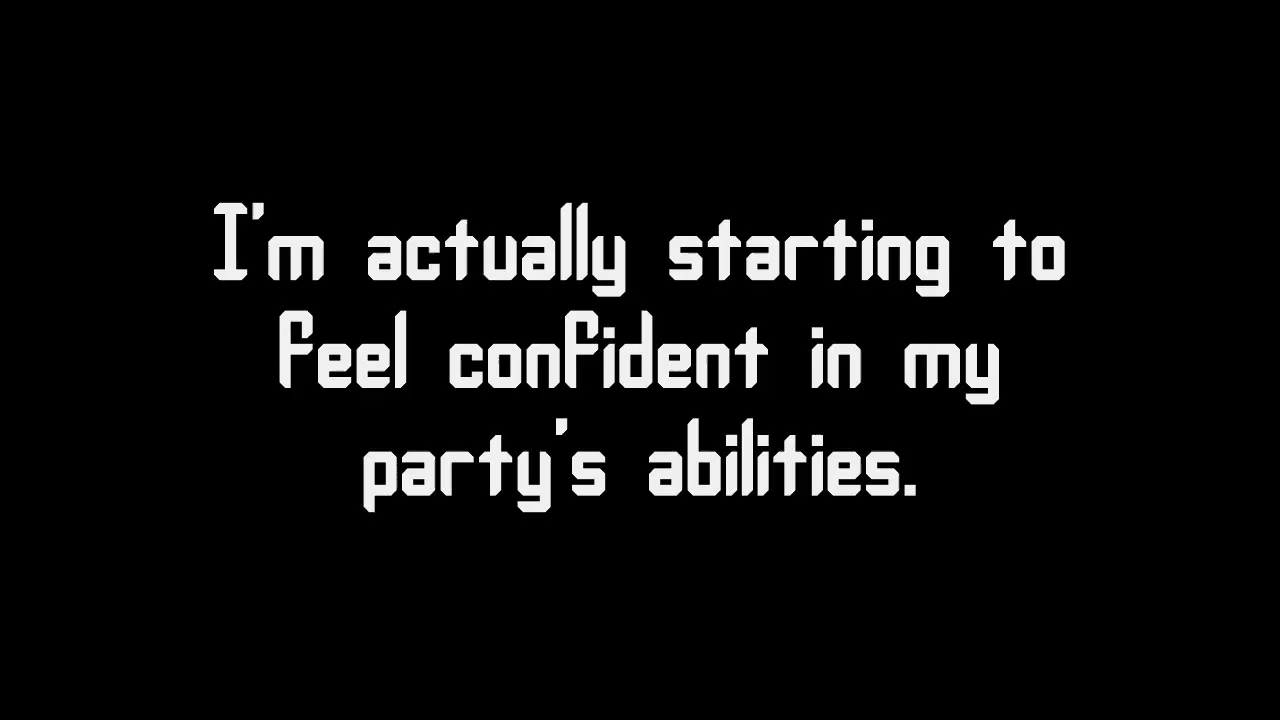 I'm actually starting to
feel confident in my
party's abilities.